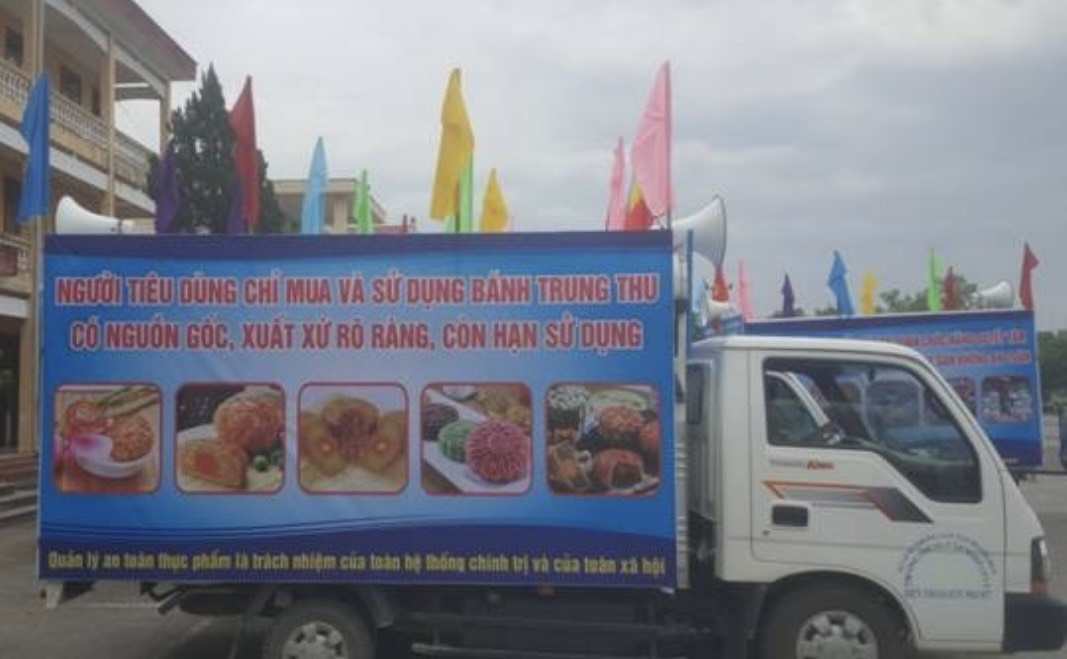 NGƯỜI TIÊU DÙNG CHỈ MUA VÀ SỬ DỤNG BÁNH TRUNG THU
CÓ NGUỒN GỐC, XUẤT XỨ RÕ RÀNG, CÒN HẠN SỬ DỤNG
Quản lý an toàn thực phẩm là trách nhiệm của toàn hệ thống chính trị và của toàn xã hội